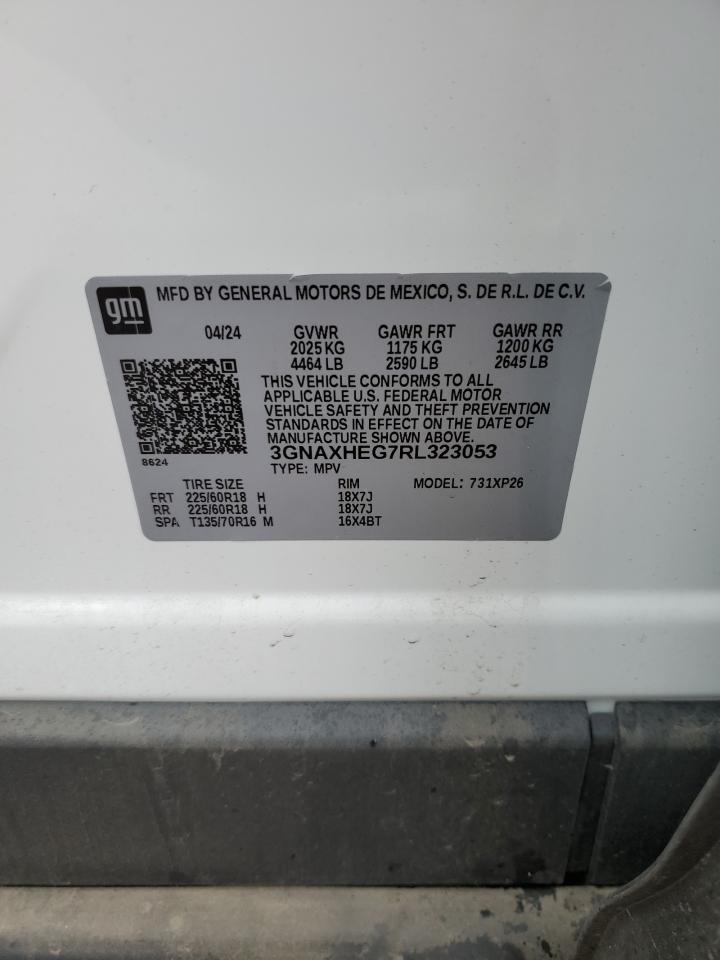 gm
MFD BY GENERAL MOTORS DE MEXICO, S. DE R.L. DE C.V.
04/24 GVWR GAWR FRT GAWR RR
2025 KG 1175 KG 1200 KG
4464 LB 2590 LB 2645 LB
THIS VEHICLE CONFORMS TO ALL
APPLICABLE U.S. FEDERAL MOTOR
VEHICLE SAFETY AND THEFT PREVENTION
STANDARDS IN EFFECT ON THE DATE OF
MANUFACTURE SHOWN ABOVE.
3GNAXHEG7RL323053
8624
TYPE: MPV
TIRE SIZE RIM MODEL: 731XP26
FRT 225/60R18 H 18X7J
RR 225/60R18 H 18X7J
SPA T135/70R16 M 16X4BT